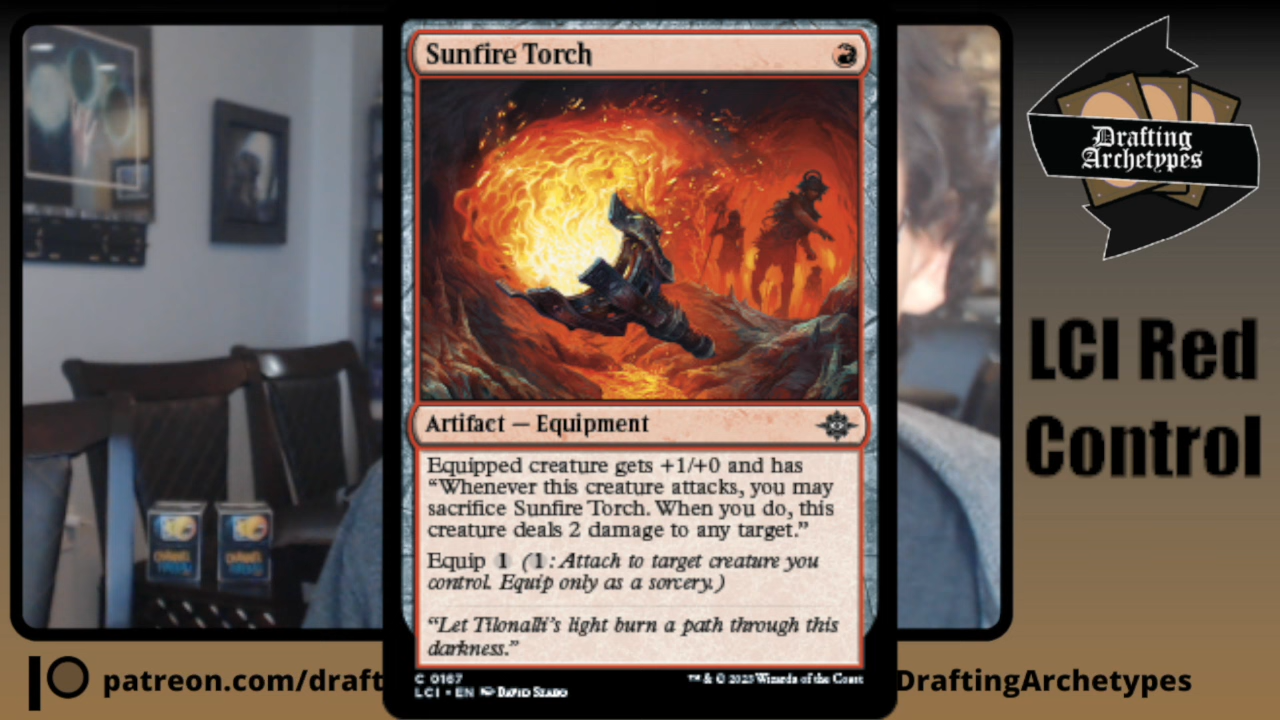 Sunfire Torch
Drafting
Archetypes
LCI Red
Control
Artifact — Equipment
Equipped creature gets +1/+0 and has
“Whenever this creature attacks, you may
sacrifice Sunfire Torch. When you do, this
creature deals 2 damage to any target.”
Equip 1 (1: Attach to target creature you
control. Equip only as a sorcery.)
“Let Tilonalli’s light burn a path through this
darkness.”
C 0167
LCI • EN David Szabo
™ & © 2023 Wizards of the Coast
patreon.com/draft
DraftingArchetypes